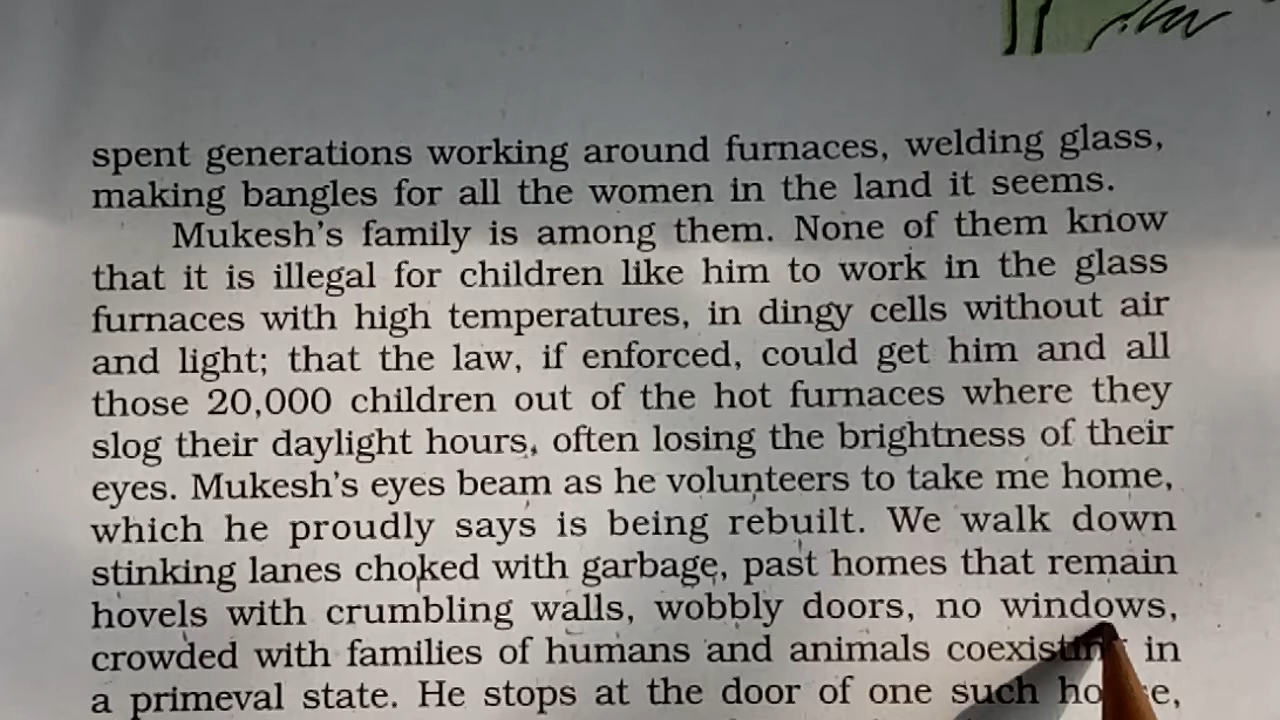 spent generations working around furnaces, welding glass,
making bangles for all the women in the land it seems.
Mukesh's family is among them. None of them know
that it is illegal for children like him to work in the glass
furnaces with high temperatures, in dingy cells without air
and light; that the law, if enforced, could get him and all
those 20,000 children out of the hot furnaces where they
slog their daylight hours, often losing the brightness of their
eyes. Mukesh's eyes beam as he volunteers to take me home,
which he proudly says is being rebuilt. We walk down
stinking lanes choked with garbage, past homes that remain
hovels with crumbling walls, wobbly doors, no windows,
crowded with families of humans and animals coexisting in
a primeval state. He stops at the door of one such house,